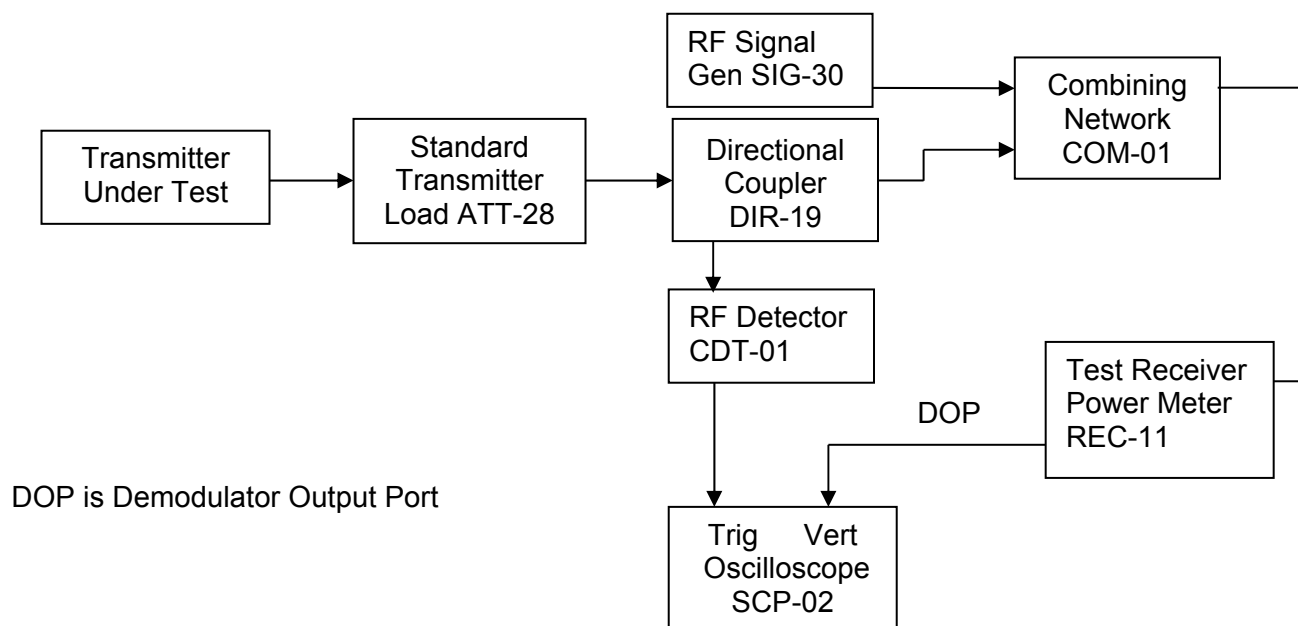 RF Signal
Gen SIG-30
Combining
Network
COM-01
Transmitter
Under Test
Standard
Transmitter
Load ATT-28
Directional
Coupler
DIR-19
RF Detector
CDT-01
Test Receiver
Power Meter
REC-11
DOP
DOP is Demodulator Output Port
Trig Vert
Oscilloscope
SCP-02